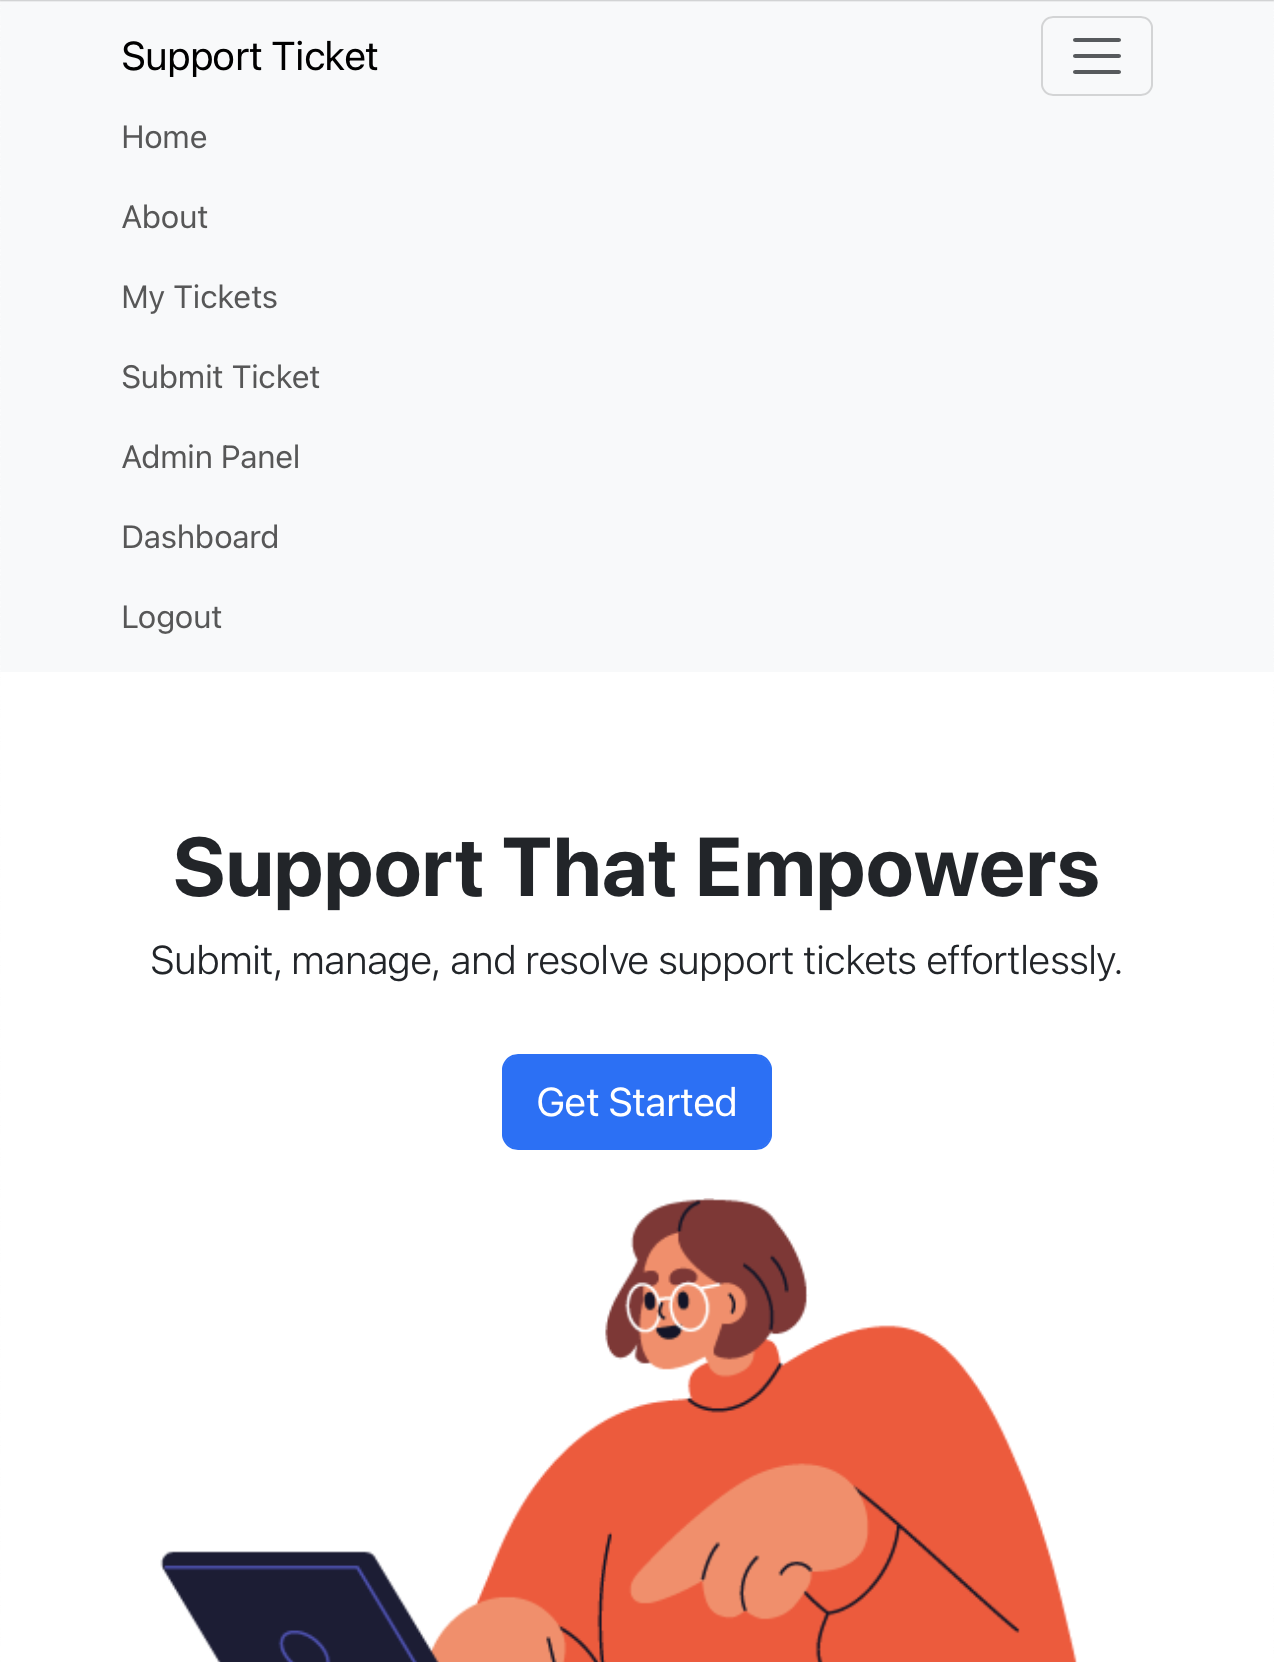 Support Ticket
Home
About
My Tickets
Submit Ticket
Admin Panel
Dashboard
Logout
Support That Empowers
Submit, manage, and resolve support tickets effortlessly.
Get Started